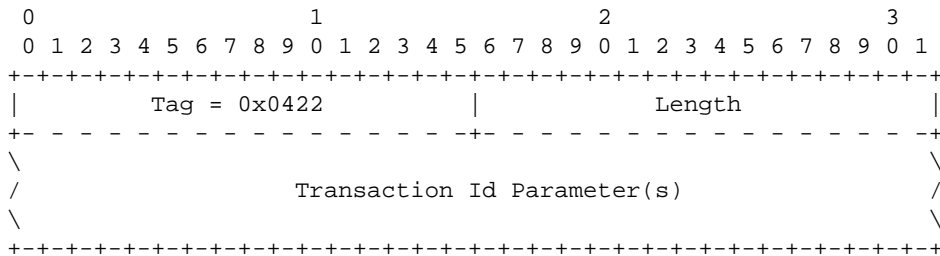 0                   1                   2                   3
 0 1 2 3 4 5 6 7 8 9 0 1 2 3 4 5 6 7 8 9 0 1 2 3 4 5 6 7 8 9 0 1
+-+-+-+-+-+-+-+-+-+-+-+-+-+-+-+-+-+-+-+-+-+-+-+-+-+-+-+-+-+-+-+-+
|         Tag = 0x0422          |            Length             |
+- - - - - - - - - - - - - - - -+- - - - - - - - - - - - - - - -+
\                                                               \
/                   Transaction Id Parameter(s)                 /
\                                                               \
+-+-+-+-+-+-+-+-+-+-+-+-+-+-+-+-+-+-+-+-+-+-+-+-+-+-+-+-+-+-+-+-+